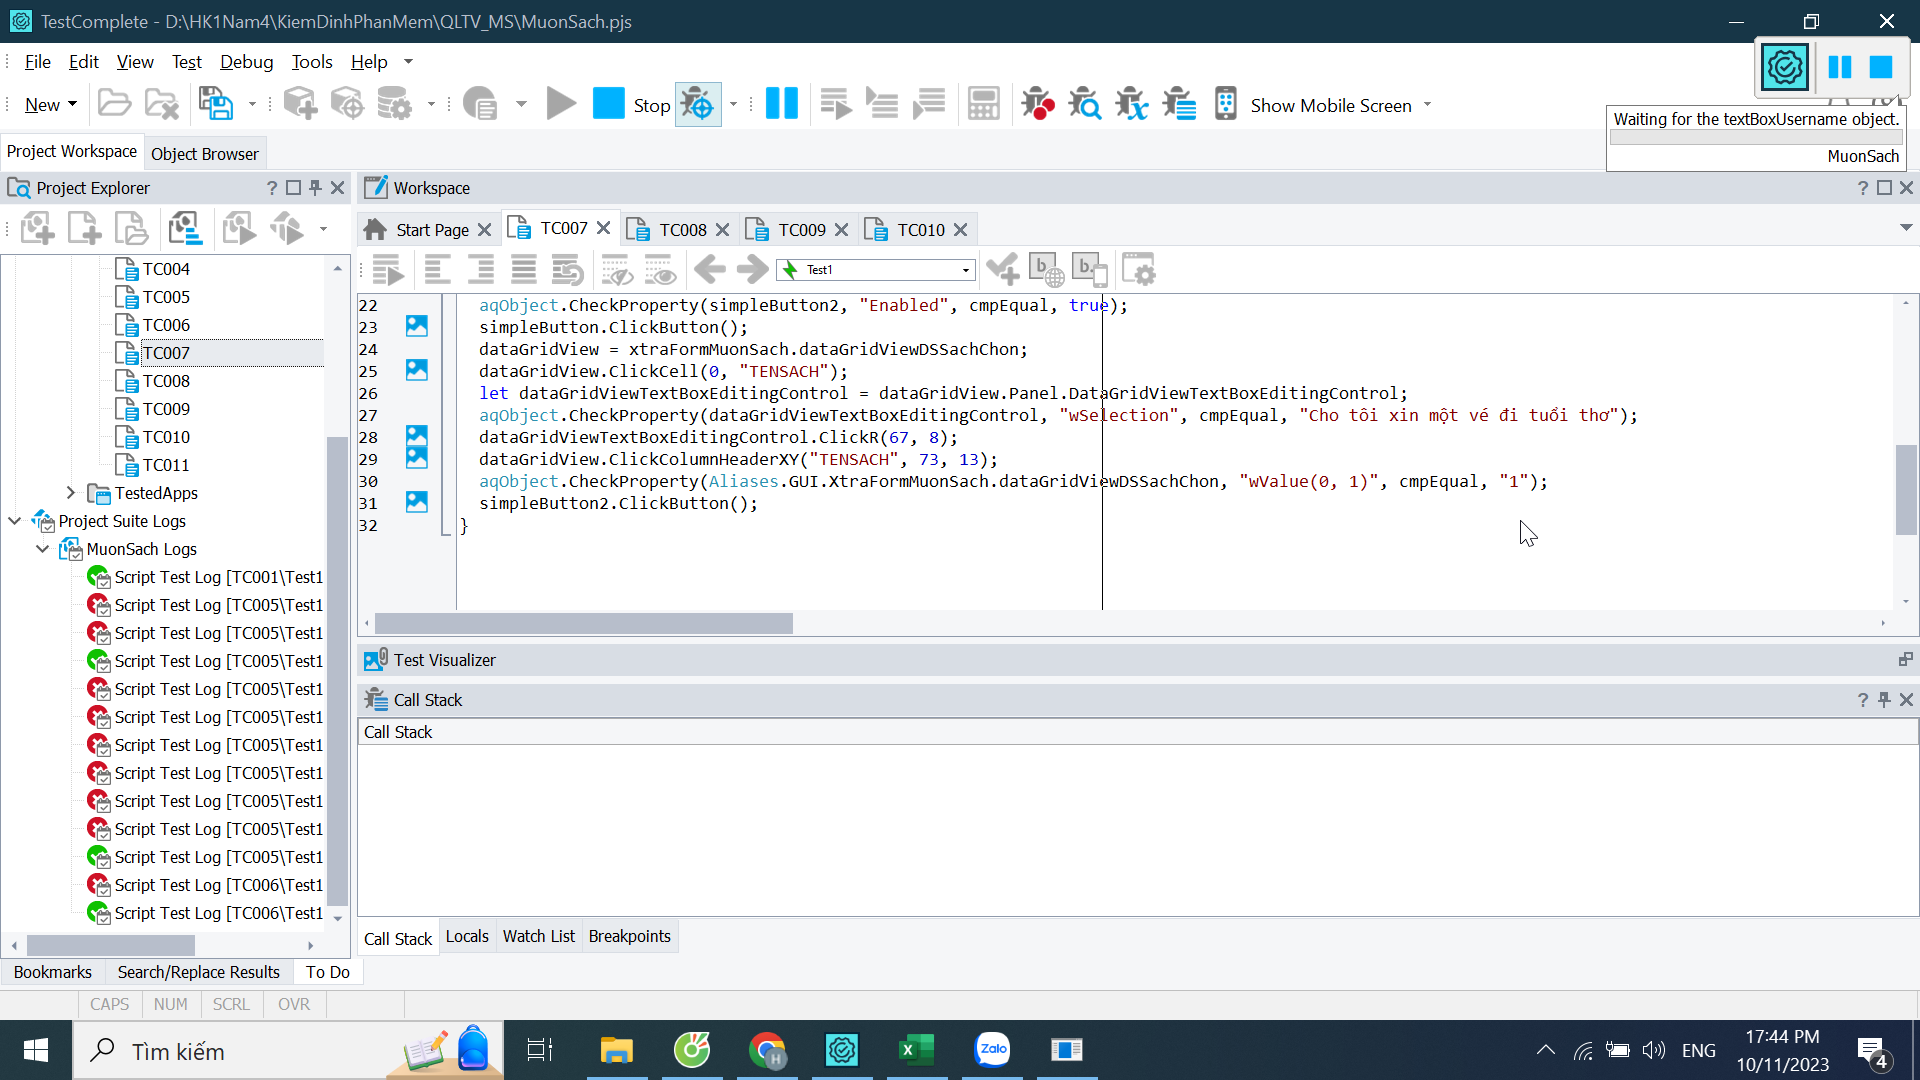 TestComplete - D:\HK1Nam4\KiemDinhPhanMem\QLTV_MS\MuonSach.pjs
File Edit View Test Debug Tools Help
New Stop Show Mobile Screen
Waiting for the textBoxUsername object.
MuonSach
Project Workspace Object Browser
Project Explorer
Workspace
Start Page TC007 TC008 TC009 TC010
Test1
TC004
TC005
TC006
TC007
TC008
TC009
TC010
TC011
TestedApps
Project Suite Logs
MuonSach Logs
Script Test Log [TC001\Test1
Script Test Log [TC005\Test1
Script Test Log [TC005\Test1
Script Test Log [TC005\Test1
Script Test Log [TC005\Test1
Script Test Log [TC005\Test1
Script Test Log [TC005\Test1
Script Test Log [TC005\Test1
Script Test Log [TC005\Test1
Script Test Log [TC005\Test1
Script Test Log [TC005\Test1
Script Test Log [TC006\Test1
Script Test Log [TC006\Test1
22 aqObject.CheckProperty(simpleButton2, "Enabled", cmpEqual, true);
23 simpleButton.ClickButton();
24 dataGridView = xtraFormMuonSach.dataGridViewDSSachChon;
25 dataGridView.ClickCell(0, "TENSACH");
26 let dataGridViewTextBoxEditingControl = dataGridView.Panel.DataGridViewTextBoxEditingControl;
27 aqObject.CheckProperty(dataGridViewTextBoxEditingControl, "wSelection", cmpEqual, "Cho tôi xin một vé đi tuổi thơ");
28 dataGridViewTextBoxEditingControl.ClickR(67, 8);
29 dataGridView.ClickColumnHeaderXY("TENSACH", 73, 13);
30 aqObject.CheckProperty(Aliases.GUI.XtraFormMuonSach.dataGridViewDSSachChon, "wValue(0, 1)", cmpEqual, "1");
31 simpleButton2.ClickButton();
32 }
Test Visualizer
Call Stack
Call Stack
Call Stack Locals Watch List Breakpoints
Bookmarks Search/Replace Results To Do
CAPS NUM SCRL OVR
Tìm kiếm
Zalo
ENG
17:44 PM
10/11/2023
4